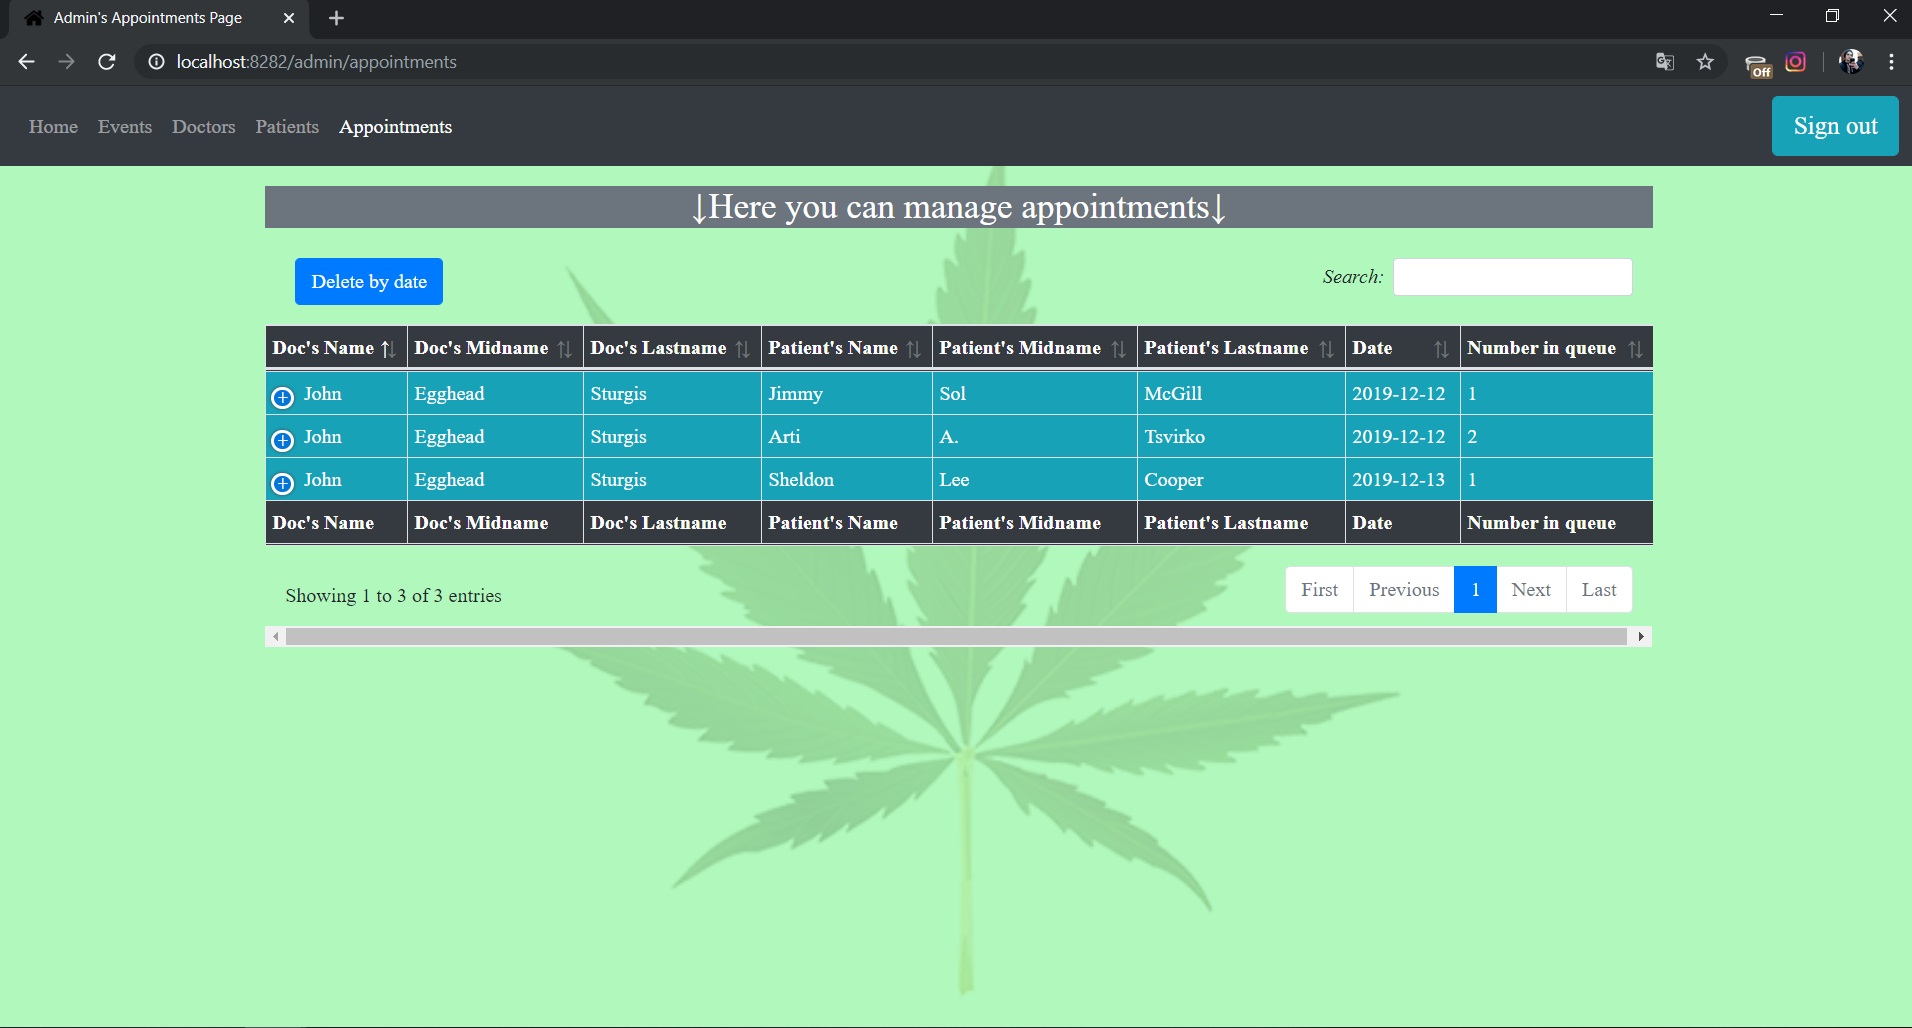 Admin's Appointments Page
localhost:8282/admin/appointments
Off
Home Events Doctors Patients Appointments Sign out
↓Here you can manage appointments↓
Delete by date Search:
Doc's Name Doc's Midname Doc's Lastname Patient's Name Patient's Midname Patient's Lastname Date Number in queue
John Egghead Sturgis Jimmy Sol McGill 2019-12-12 1
John Egghead Sturgis Arti A. Tsvirko 2019-12-12 2
John Egghead Sturgis Sheldon Lee Cooper 2019-12-13 1
Doc's Name Doc's Midname Doc's Lastname Patient's Name Patient's Midname Patient's Lastname Date Number in queue
Showing 1 to 3 of 3 entries First Previous 1 Next Last